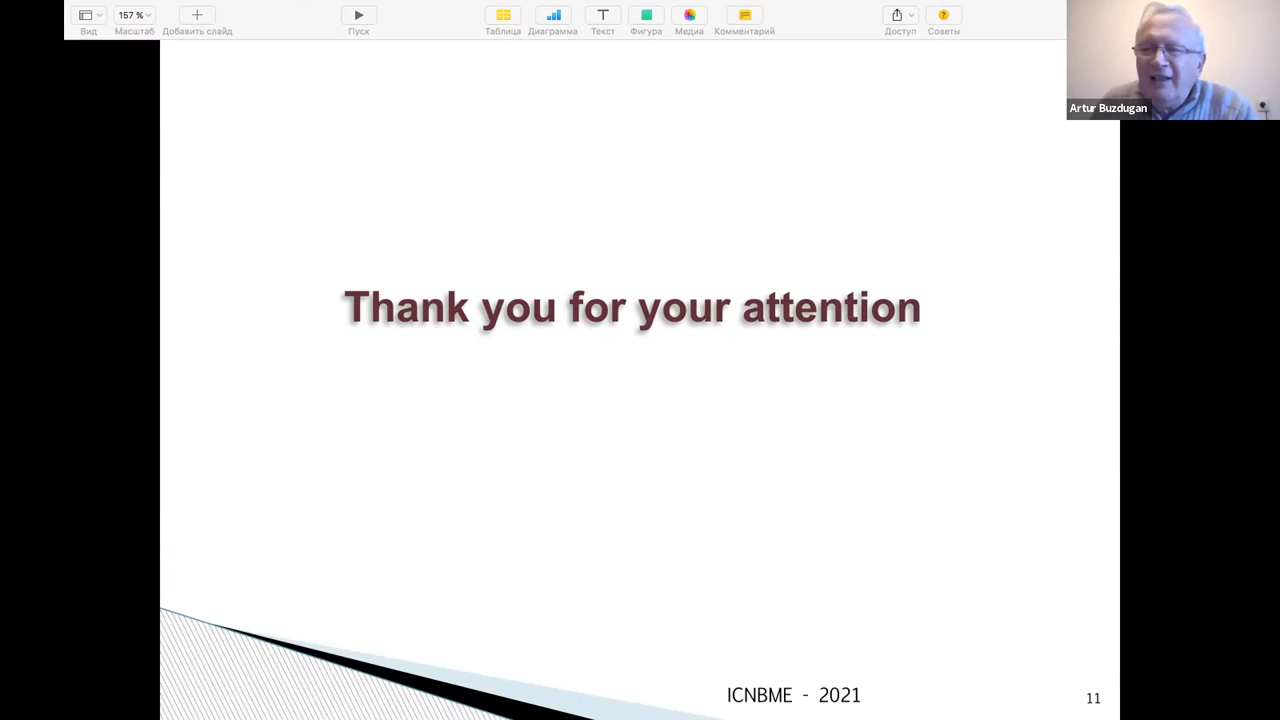 157 %
Вид
Масштаб
Добавить слайд
Пуск
Таблица
Диаграмма
Текст
Фигура
Медиа
Комментарий
Доступ
Советы
Artur Buzdugan
Thank you for your attention
ICNBME - 2021
11